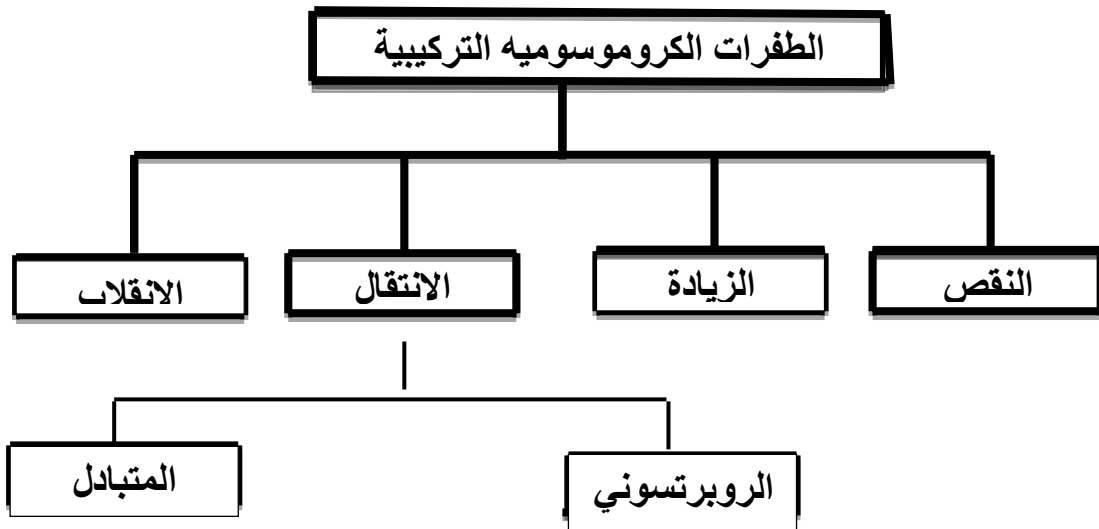 الطفرات الكروموسوميه التركيبية
النقص
الزيادة
الانتقال
الانقلاب
الروبرتسوني
المتبادل